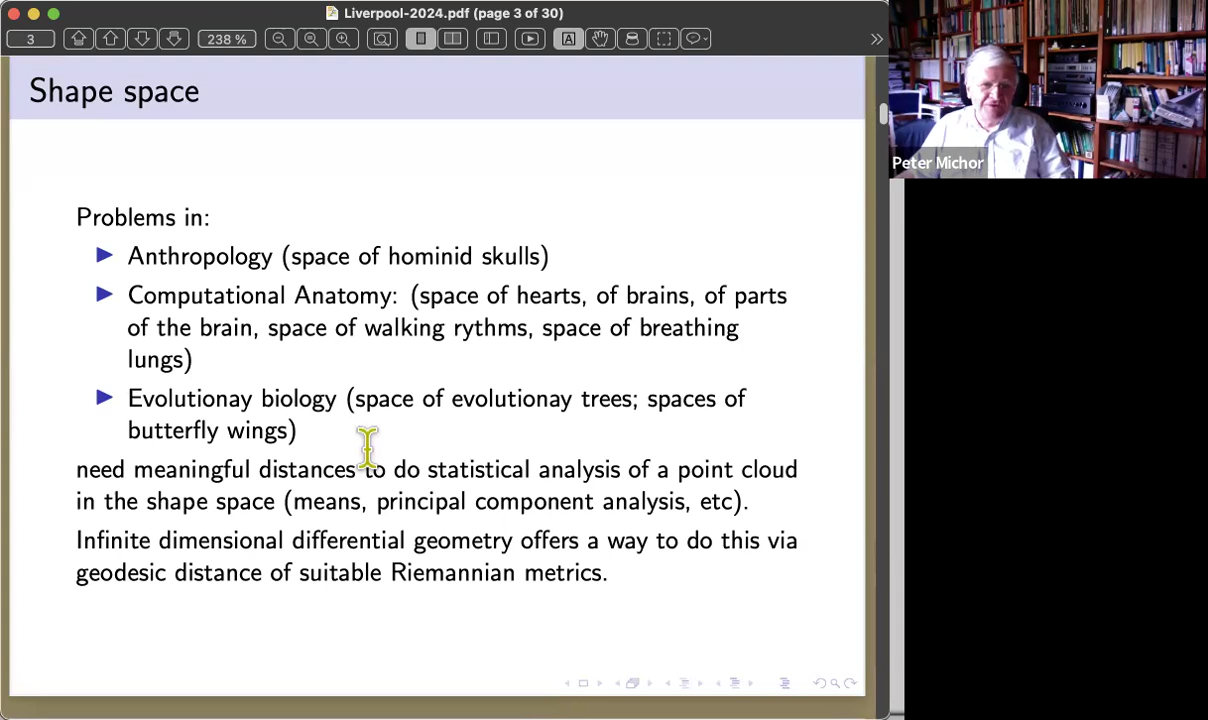 Liverpool-2024.pdf (page 3 of 30)
3
238 %
A
Shape space
Peter Michor
Problems in:
Anthropology (space of hominid skulls)
Computational Anatomy: (space of hearts, of brains, of parts
of the brain, space of walking rythms, space of breathing
lungs)
Evolutionay biology (space of evolutionay trees; spaces of
butterfly wings)
need meaningful distances to do statistical analysis of a point cloud
in the shape space (means, principal component analysis, etc).
Infinite dimensional differential geometry offers a way to do this via
geodesic distance of suitable Riemannian metrics.